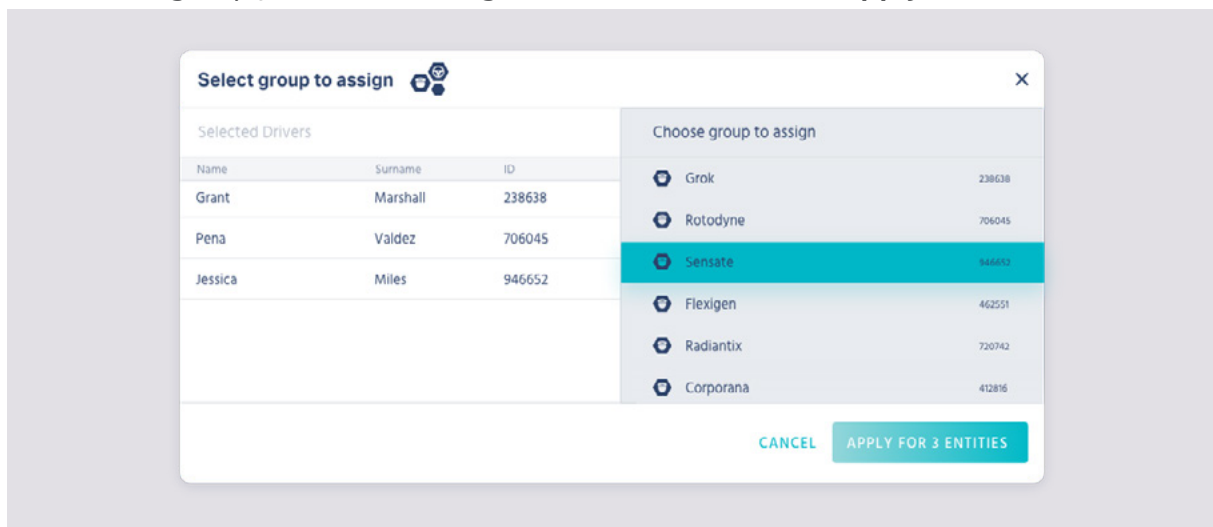 Select group to assign
Selected Drivers
Name Surname ID
Grant Marshall 238638
Pena Valdez 706045
Jessica Miles 946652
Choose group to assign
Grok 238638
Rotodyne 706045
Sensate 946652
Flexigen 462551
Radiantix 720742
Corporana 412816
CANCEL APPLY FOR 3 ENTITIES